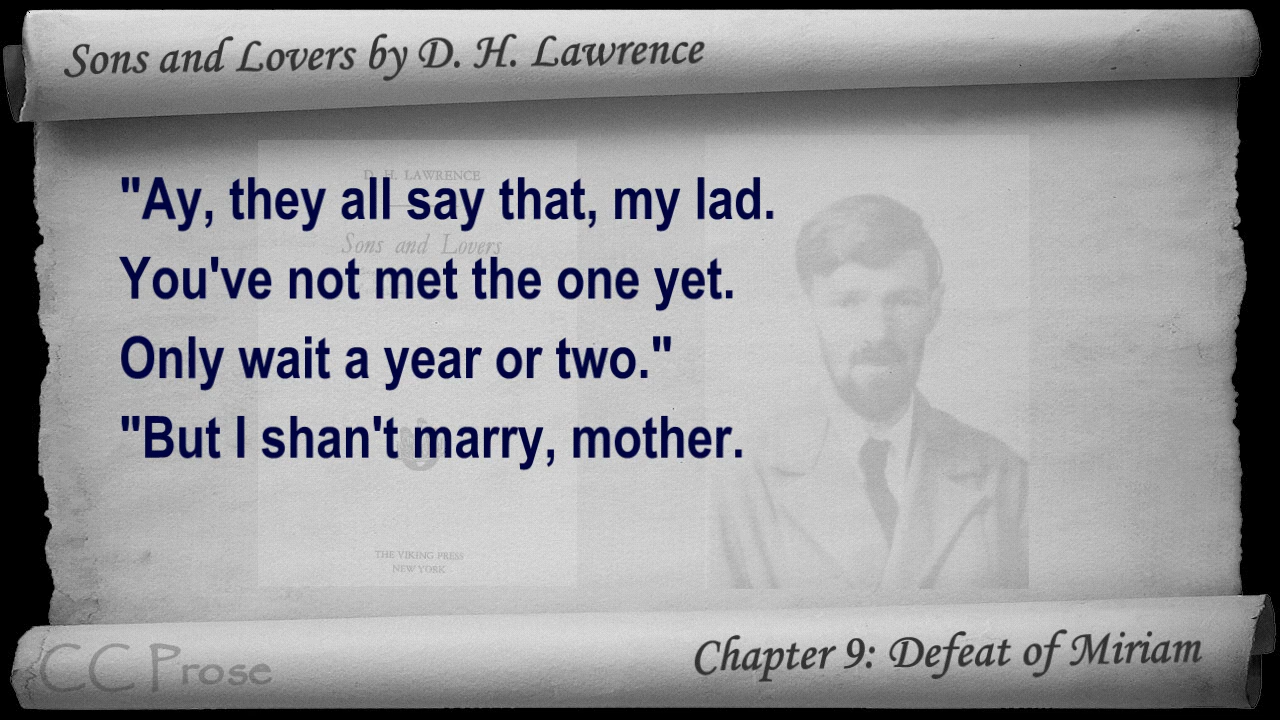 Sons and Lovers by D. H. Lawrence
D. H. LAWRENCE
"Ay, they all say that, my lad.
Sons and Lovers
You've not met the one yet.
Only wait a year or two."
"But I shan't marry, mother.
THE VIKING PRESS
NEW YORK
CC Prose
Chapter 9: Defeat of Miriam